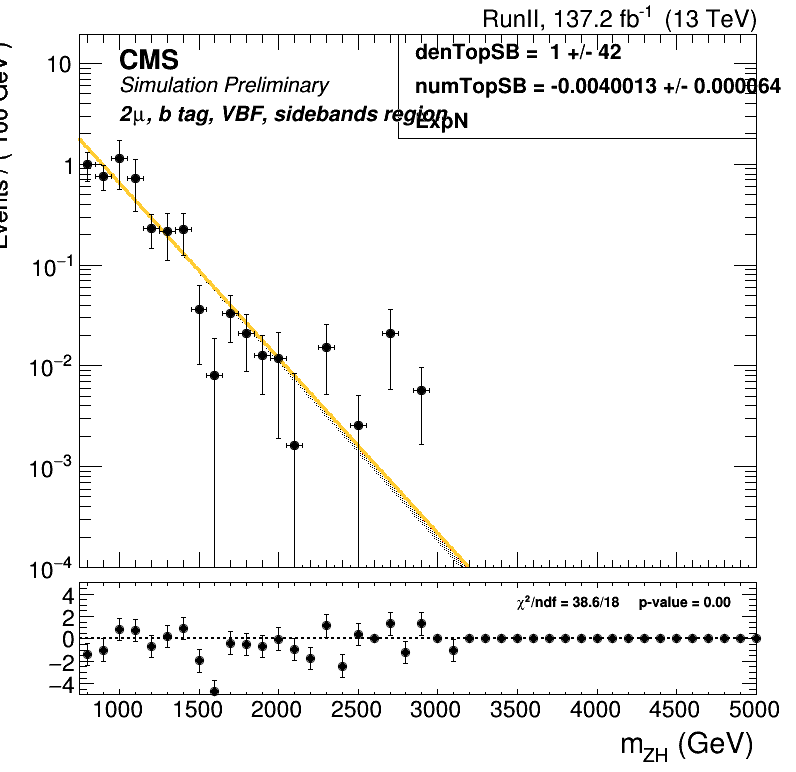 RunII, 137.2 fb⁻¹ (13 TeV)
CMS
Simulation Preliminary
2μ, b tag, VBF, sidebands region
denTopSB = 1 +/- 42
numTopSB = -0.0040013 +/- 0.000064
ExpN
Events / ( 100 GeV )
10
1
10⁻¹
10⁻²
10⁻³
10⁻⁴
χ²/ndf = 38.6/18 p-value = 0.00
4
2
0
−2
−4
1000 1500 2000 2500 3000 3500 4000 4500 5000
m_ZH (GeV)